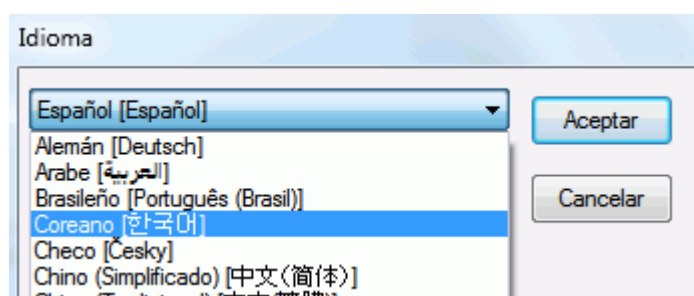 Idioma
Español [Español]
Aceptar
Alemán [Deutsch]
Arabe [العربية]
Brasileño [Português (Brasil)]
Cancelar
Coreano [한국어]
Checo [Česky]
Chino (Simplificado) [中文(简体)]